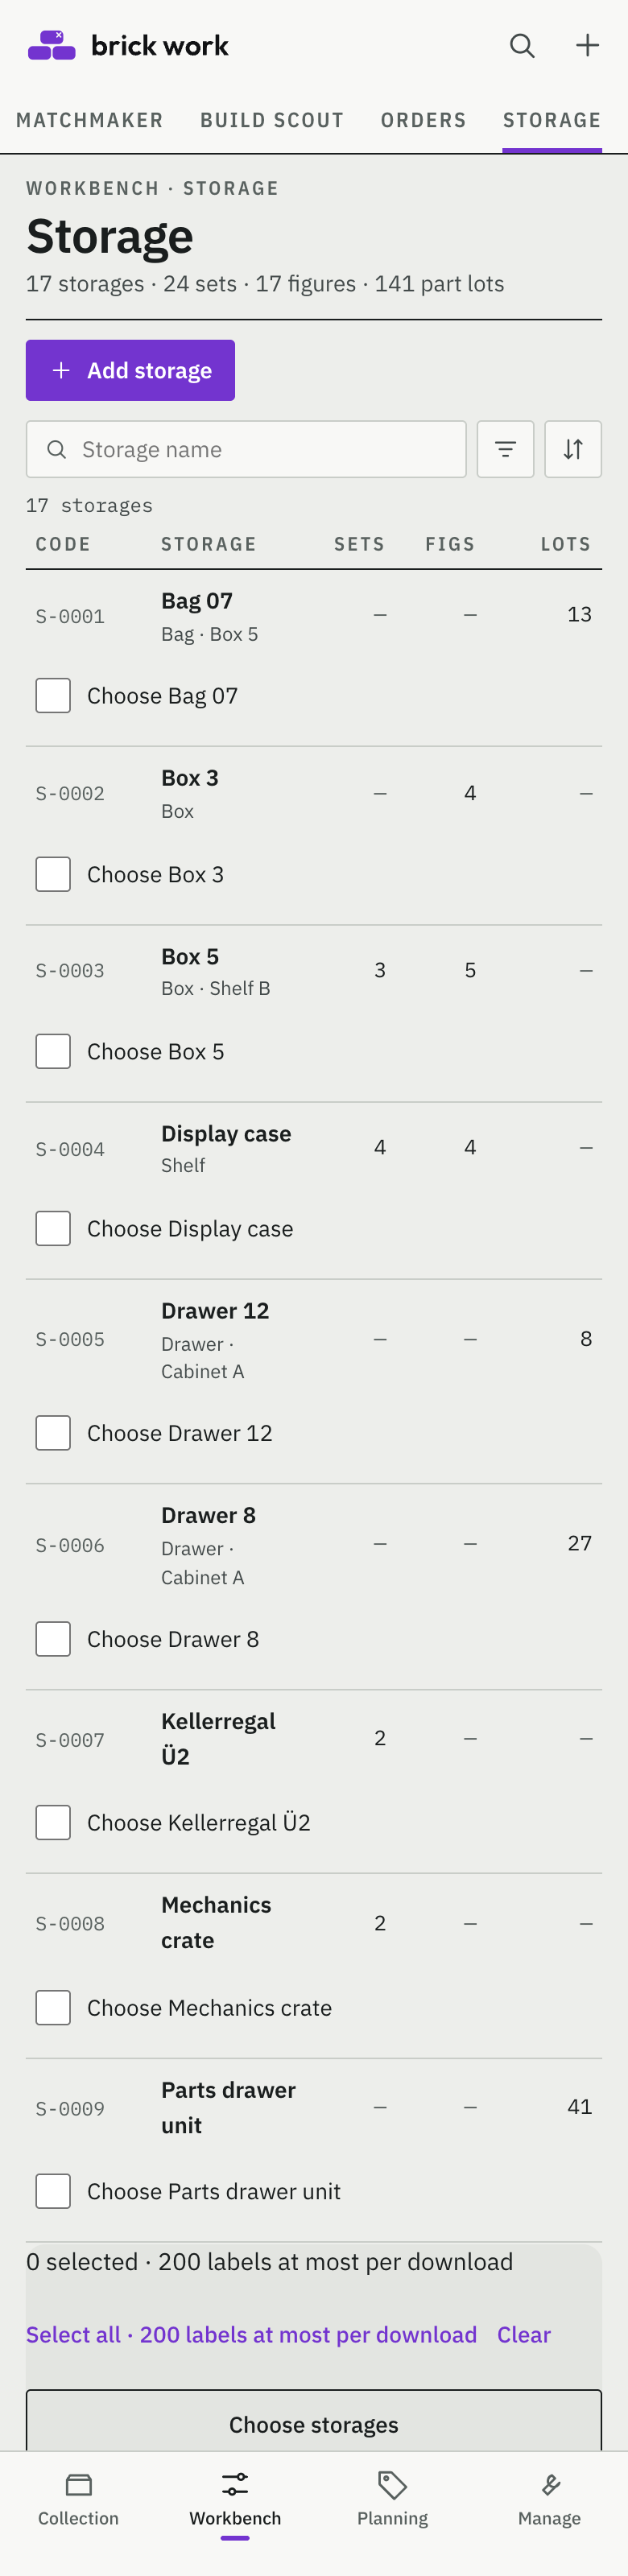 brick work
MATCHMAKER BUILD SCOUT ORDERS STORAGE
WORKBENCH · STORAGE
Storage
17 storages · 24 sets · 17 figures · 141 part lots
+ Add storage
Storage name
17 storages
CODE STORAGE SETS FIGS LOTS
S-0001 Bag 07 – – 13
Bag · Box 5
Choose Bag 07
S-0002 Box 3 – 4 –
Box
Choose Box 3
S-0003 Box 5 3 5 –
Box · Shelf B
Choose Box 5
S-0004 Display case 4 4 –
Shelf
Choose Display case
S-0005 Drawer 12 – – 8
Drawer ·
Cabinet A
Choose Drawer 12
S-0006 Drawer 8 – – 27
Drawer ·
Cabinet A
Choose Drawer 8
S-0007 Kellerregal 2 – –
Ü2
Choose Kellerregal Ü2
S-0008 Mechanics 2 – –
crate
Choose Mechanics crate
S-0009 Parts drawer – – 41
unit
Choose Parts drawer unit
0 selected · 200 labels at most per download
Select all · 200 labels at most per download Clear
Choose storages
Collection Workbench Planning Manage